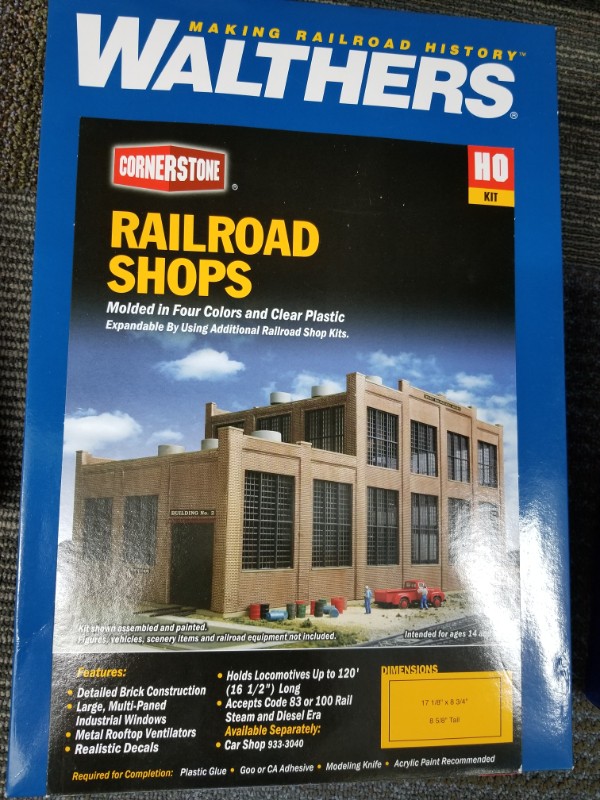 MAKING RAILROAD HISTORY™
WALTHERS®
CORNERSTONE®
HO
KIT
RAILROAD
SHOPS
Molded in Four Colors and Clear Plastic
Expandable By Using Additional Railroad Shop Kits.
BUILDING No. 2
Kit shown assembled and painted.
Figures, vehicles, scenery items and railroad equipment not included.
Intended for ages 14 and
Features:
• Detailed Brick Construction
• Large, Multi-Paned
Industrial Windows
• Metal Rooftop Ventilators
• Realistic Decals
• Holds Locomotives Up to 120'
(16 1/2") Long
• Accepts Code 83 or 100 Rail
Steam and Diesel Era
Available Separately:
• Car Shop 933-3040
DIMENSIONS
17 1/8" x 8 3/4"
8 5/8" Tall
Required for Completion: Plastic Glue • Goo or CA Adhesive • Modeling Knife • Acrylic Paint Recommended